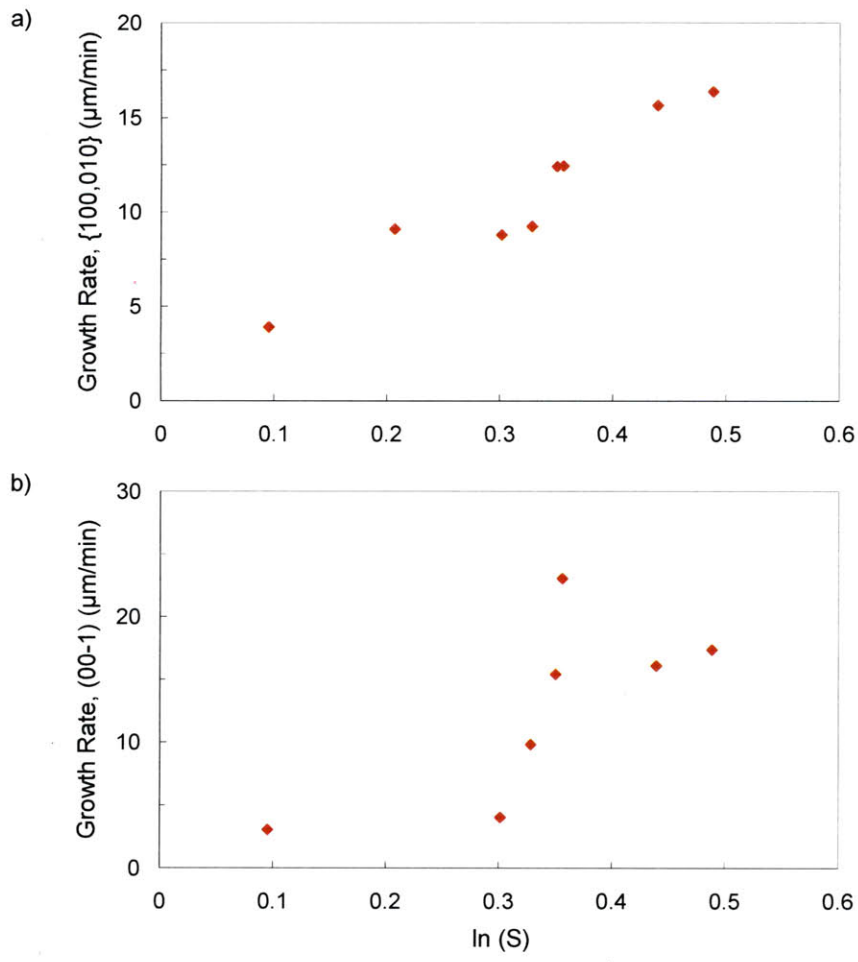 a)
Growth Rate, {100,010} (μm/min)
20
15
10
5
0
0 0.1 0.2 0.3 0.4 0.5 0.6
b)
Growth Rate, (00-1) (μm/min)
30
20
10
0
0 0.1 0.2 0.3 0.4 0.5 0.6
ln (S)